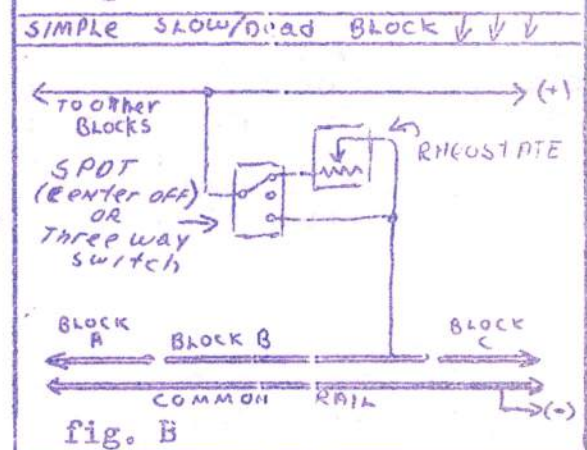 SIMPLE SLOW/Dead BLOCK
(+)
TO Other
BLOCKS
RHEOSTATE
SPDT
(CENTER OFF)
OR
Three way
switch
BLOCK
A
BLOCK B
BLOCK
C
COMMON RAIL
(-)
fig. B